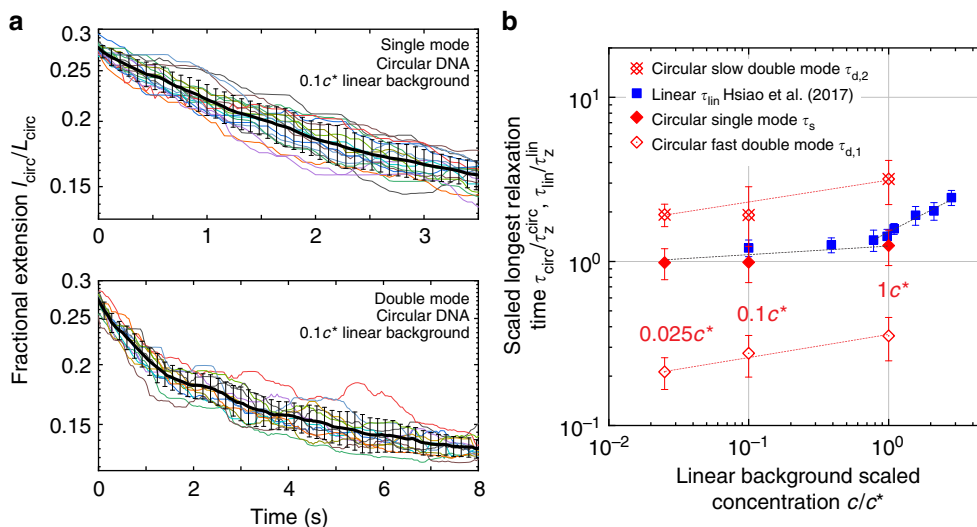 a
Fractional extension l_circ/L_circ
0.3
0.25
0.2
0.15
Single mode
Circular DNA
0.1c* linear background
0
1
2
3
0.3
0.2
0.15
Double mode
Circular DNA
0.1c* linear background
0
2
4
6
8
Time (s)
b
Scaled longest relaxation
time τ_circ/τ_z^circ, τ_lin/τ_z^lin
10^1
10^0
10^−1
Circular slow double mode τ_d,2
Linear τ_lin Hsiao et al. (2017)
Circular single mode τ_s
Circular fast double mode τ_d,1
0.025c*
0.1c*
1c*
10^−2
10^−1
10^0
Linear background scaled
concentration c/c*